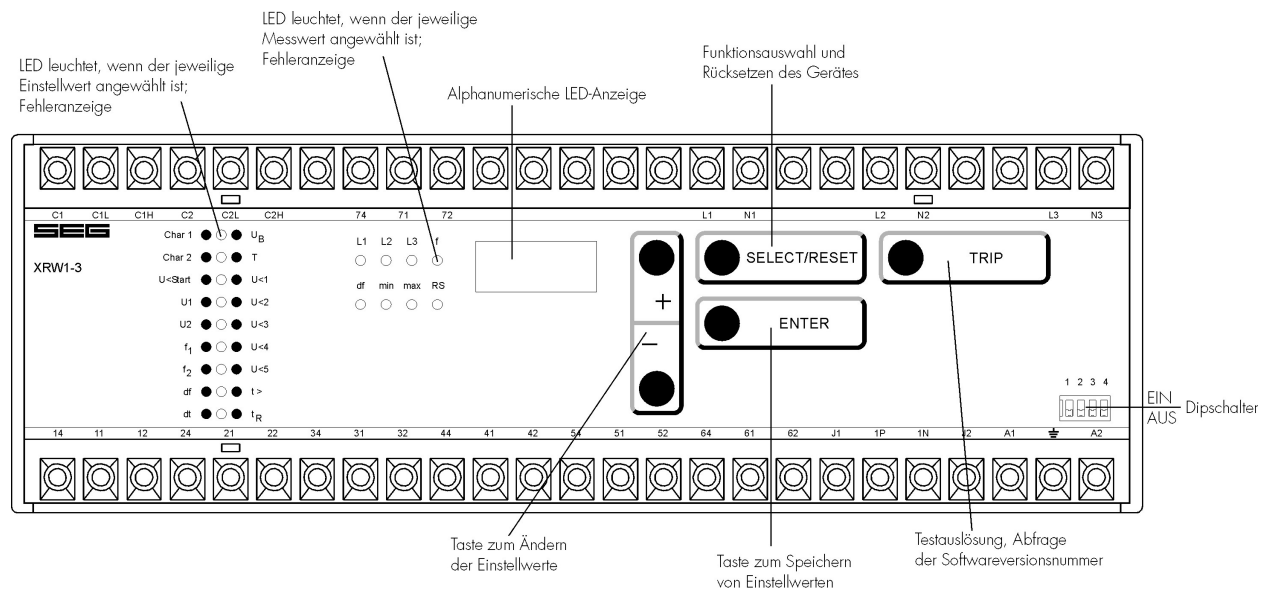 LED leuchtet, wenn der jeweilige
Messwert angewählt ist;
Fehleranzeige
LED leuchtet, wenn der jeweilige
Einstellwert angewählt ist;
Fehleranzeige
Alphanumerische LED-Anzeige
Funktionsauswahl und
Rücksetzen des Gerätes
C1 C1L C1H C2 C2L C2H 74 71 72 L1 N1 L2 N2 L3 N3
SEG
XRW1-3
Char 1 U_B
Char 2 T
U<Start U<1
U1 U<2
U2 U<3
f1 U<4
f2 U<5
df t>
dt t_R
L1 L2 L3 f
df min max RS
+
−
SELECT/RESET
TRIP
ENTER
1 2 3 4
EIN
AUS
Dipschalter
14 11 12 24 21 22 34 31 32 44 41 42 54 51 52 64 61 62 J1 1P 1N J2 A1 A2
Taste zum Ändern
der Einstellwerte
Taste zum Speichern
von Einstellwerten
Testauslösung, Abfrage
der Softwareversionsnummer